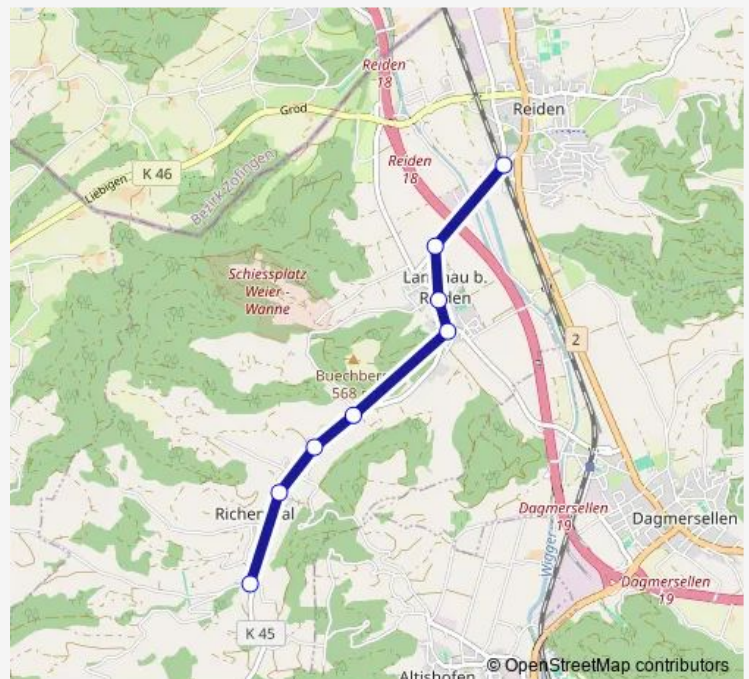 Reiden
18
Reiden
Grod
K 46
Liebigen
Bezirk Zofingen
Reiden
18
Schiessplatz
Weier -
Wanne
2
568
Dagmersellen
19
Dagmersellen
Wigger
Dagmersellen
19
K 45
Altishofen
© OpenStreetMap contributors